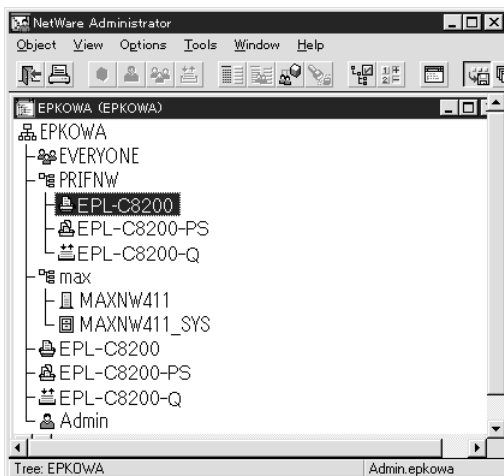 NetWare Administrator
Object View Options Tools Window Help
EPKOWA (EPKOWA)
EPKOWA
EVERYONE
PRIFNW
EPL-C8200
EPL-C8200-PS
EPL-C8200-Q
max
MAXNW411
MAXNW411_SYS
EPL-C8200
EPL-C8200-PS
EPL-C8200-Q
Admin
Tree: EPKOWA Admin.epkowa